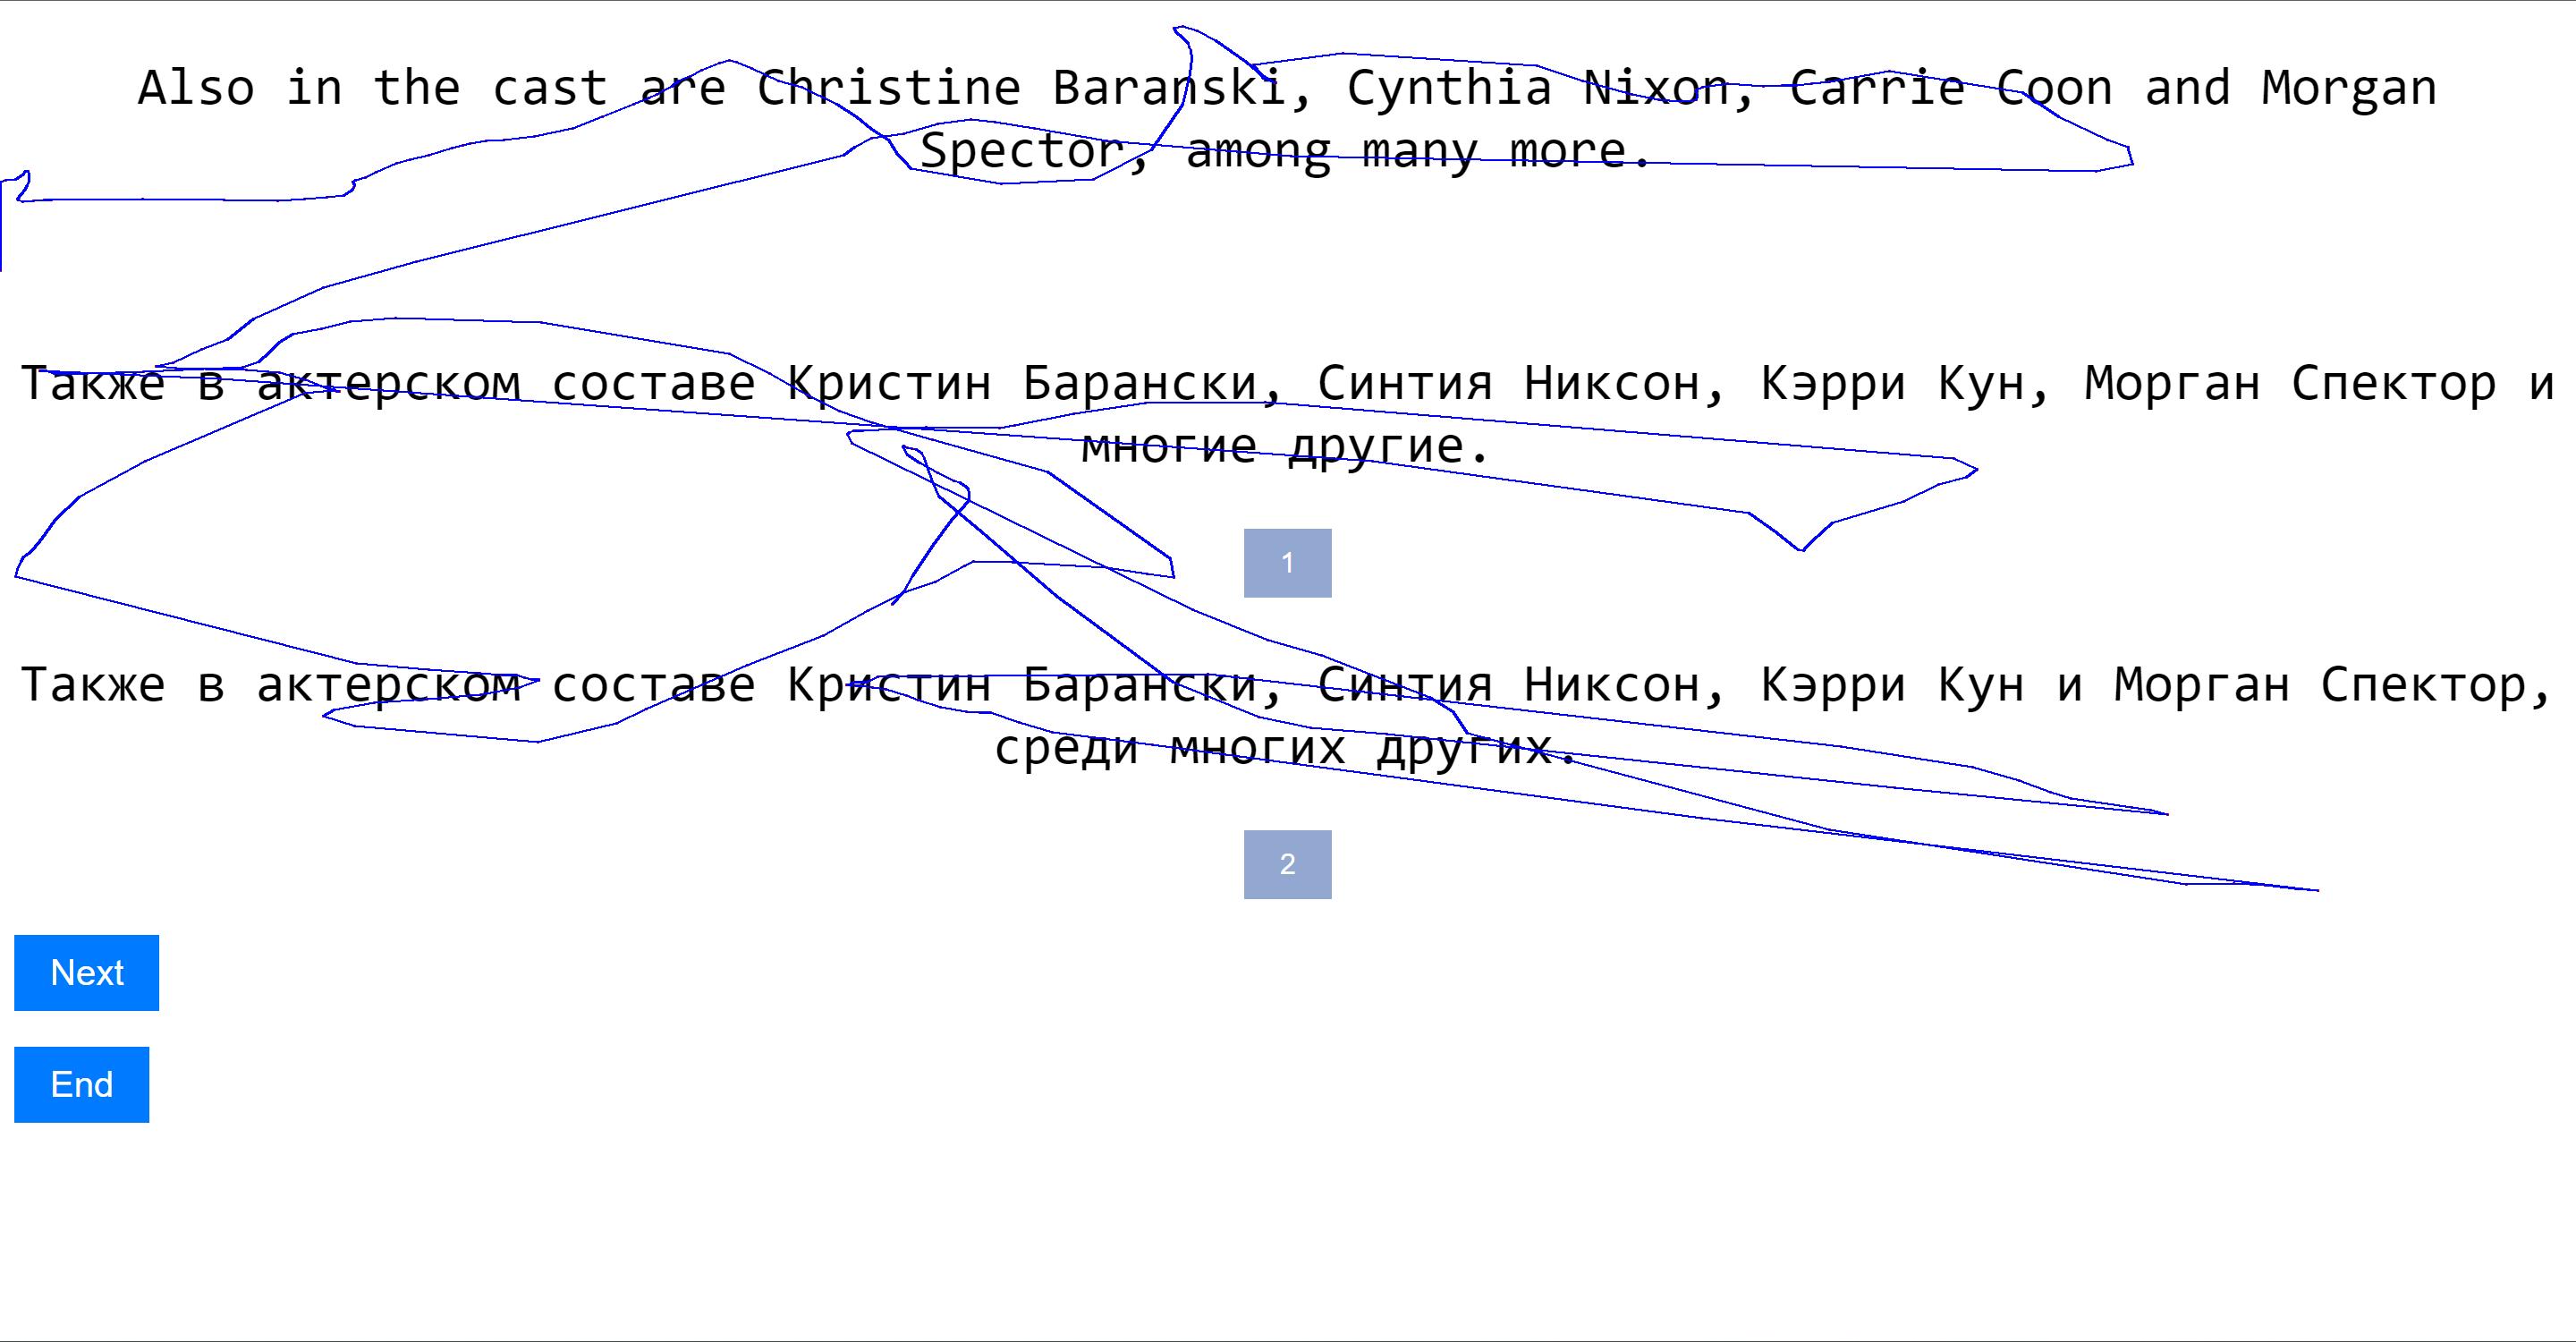 Also in the cast are Christine Baranski, Cynthia Nixon, Carrie Coon and Morgan
Spector, among many more.
Также в актерском составе Кристин Барански, Синтия Никсон, Кэрри Кун, Морган Спектор и
многие другие.
1
Также в актерском составе Кристин Барански, Синтия Никсон, Кэрри Кун и Морган Спектор,
среди многих других.
2
Next
End